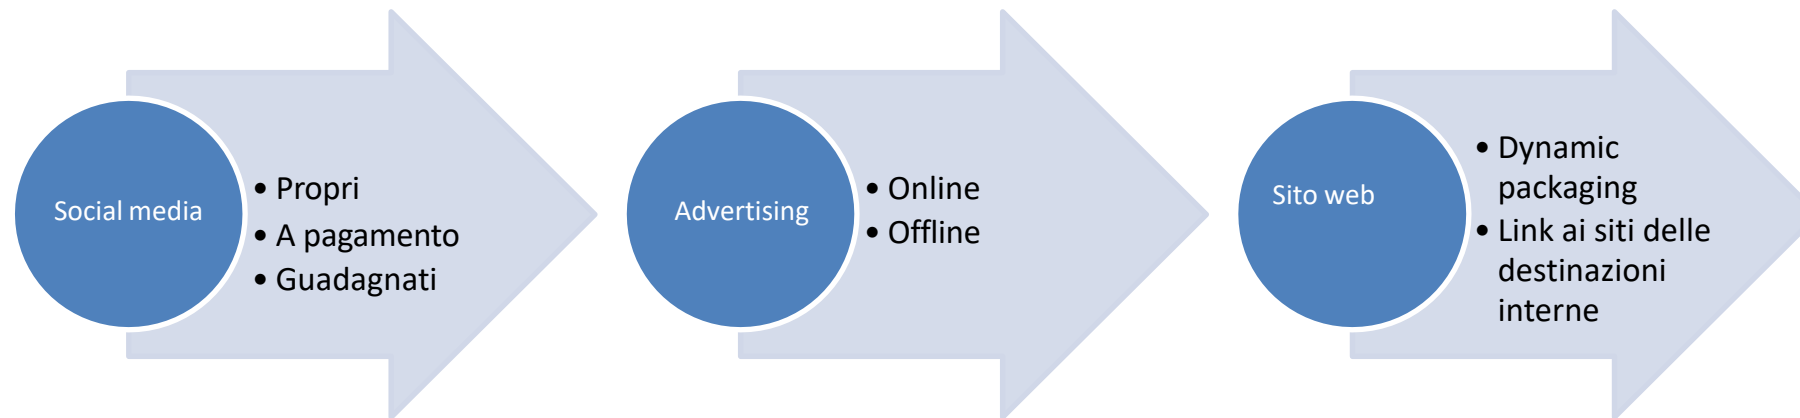 Social media
• Propri
• A pagamento
• Guadagnati
Advertising
• Online
• Offline
Sito web
• Dynamic
packaging
• Link ai siti delle
destinazioni
interne